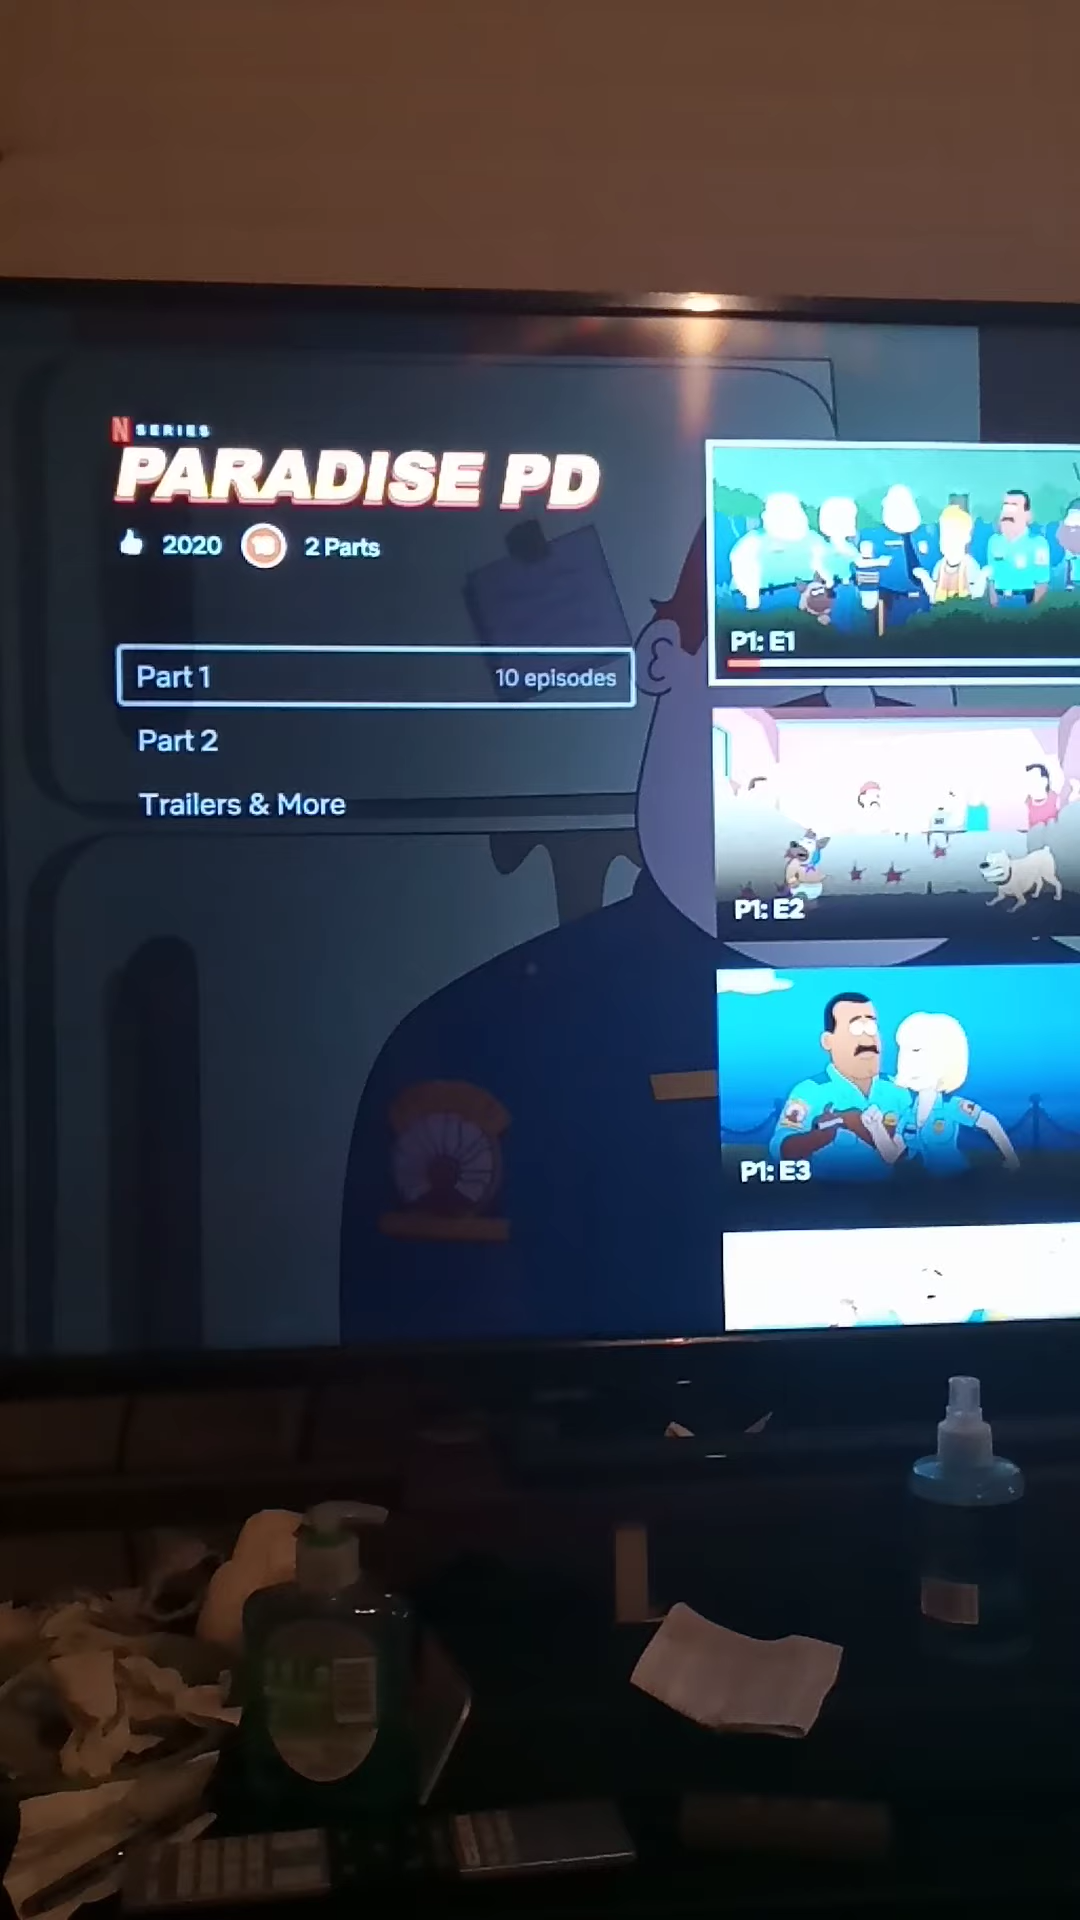 N SERIES
PARADISE PD
2020 2 Parts
Part 1 10 episodes
Part 2
Trailers & More
P1: E1
P1: E2
P1: E3